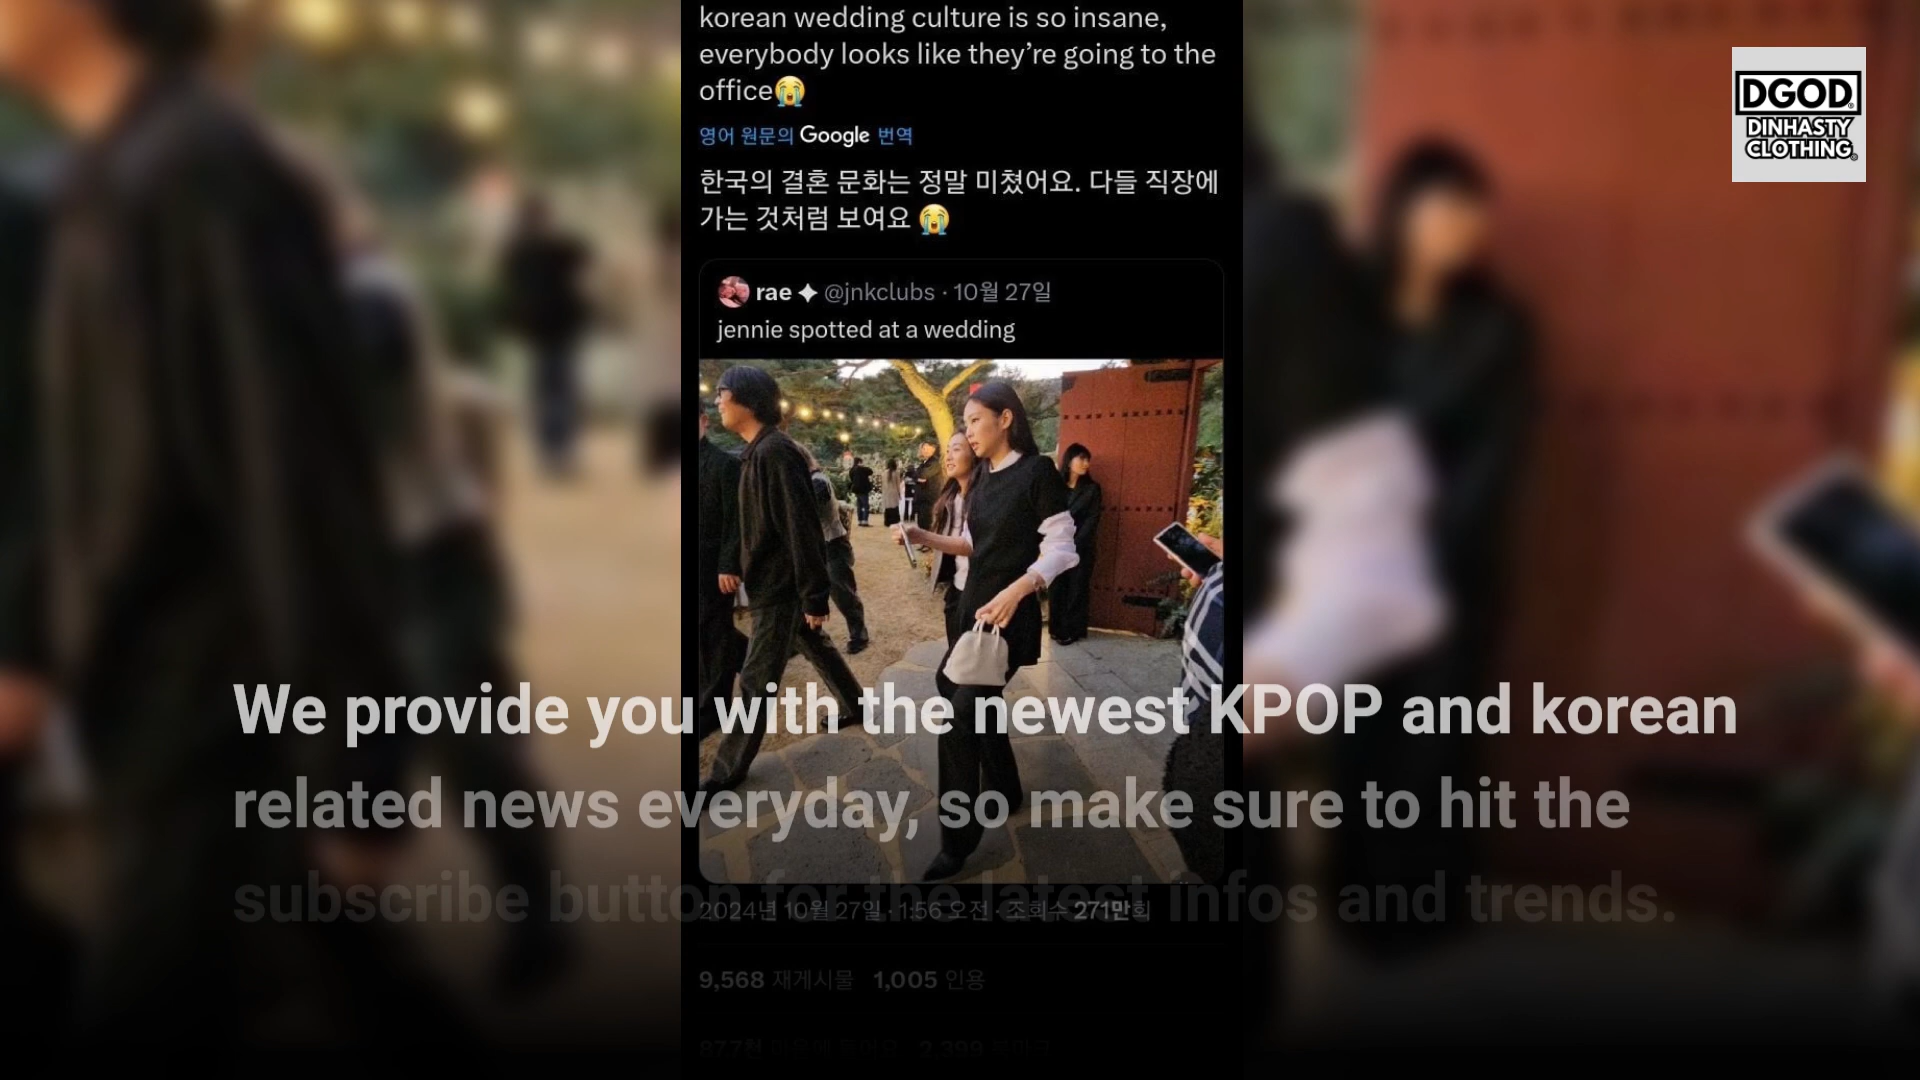 korean wedding culture is so insane,
everybody looks like they’re going to the
office😭
영어 원문의 Google 번역
한국의 결혼 문화는 정말 미쳤어요. 다들 직장에
가는 것처럼 보여요 😭
rae ✦ @jnkclubs · 10월 27일
jennie spotted at a wedding
DGOD®
DINHASTY
CLOTHING®
We provide you with the newest KPOP and korean
related news everyday, so make sure to hit the
subscribe button for the latest infos and trends.
2024년 10월 27일 · 1:56 오전 · 조회수 271만회
9,568 재게시물 1,005 인용
2,399